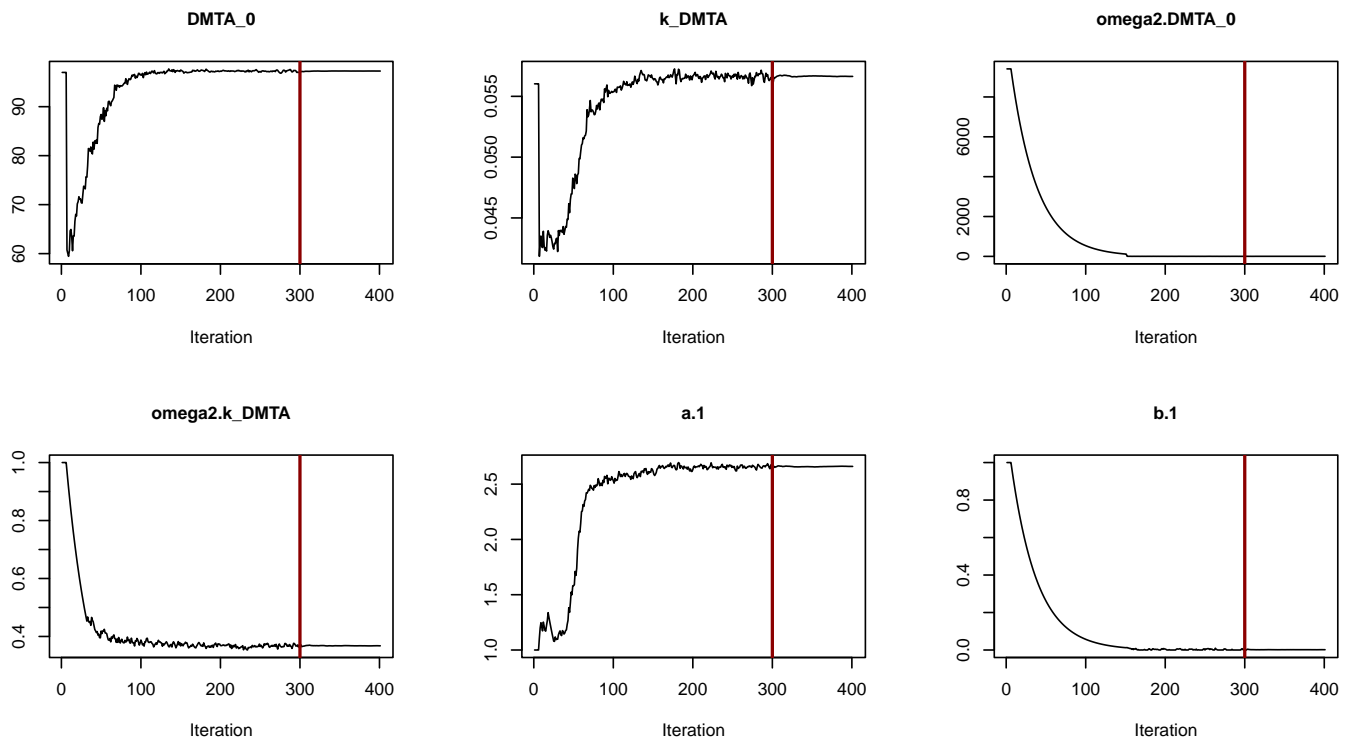 DMTA_0
k_DMTA
omega2.DMTA_0
60 70 80 90
0.045 0.050 0.055
0 2000 6000
0 100 200 300 400
0 100 200 300 400
0 100 200 300 400
Iteration
Iteration
Iteration
omega2.k_DMTA
a.1
b.1
0.4 0.6 0.8 1.0
1.0 1.5 2.0 2.5
0.0 0.4 0.8
0 100 200 300 400
0 100 200 300 400
0 100 200 300 400
Iteration
Iteration
Iteration